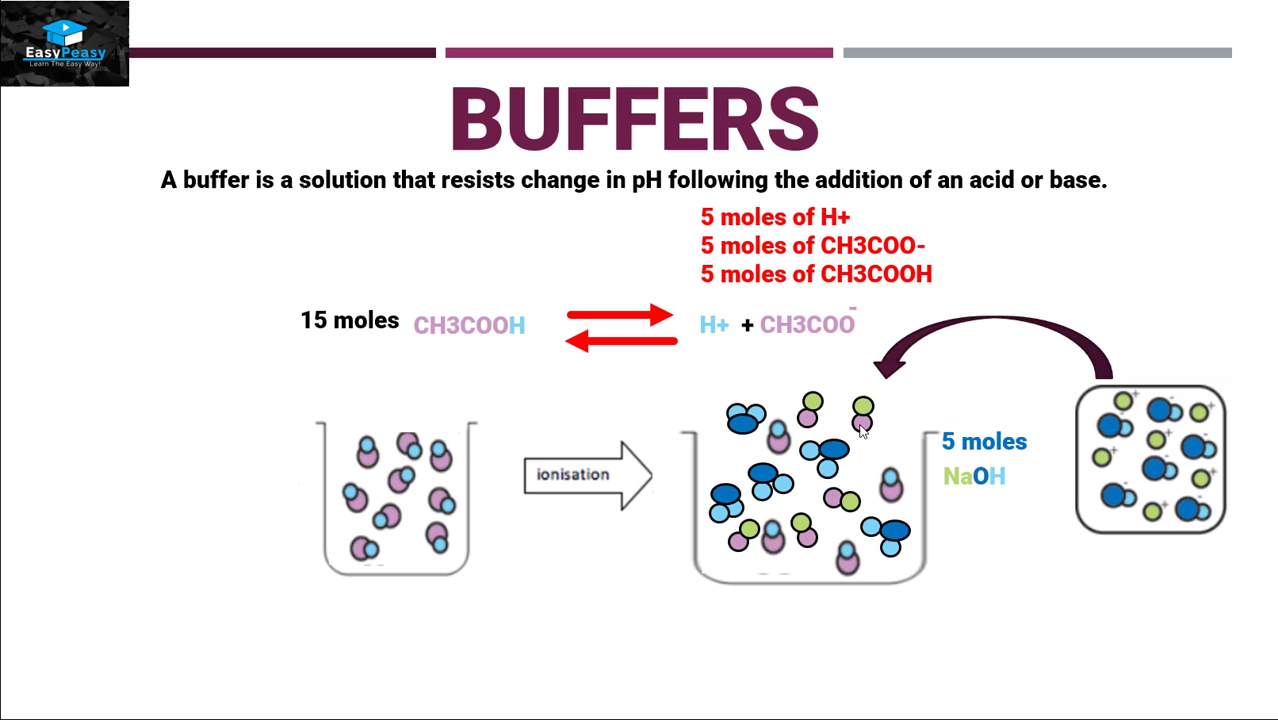 EasyPeasy
Learn The Easy Way!
BUFFERS
A buffer is a solution that resists change in pH following the addition of an acid or base.
5 moles of H+
5 moles of CH3COO-
5 moles of CH3COOH
15 moles CH3COOH
H+ + CH3COO-
ionisation
5 moles
NaOH